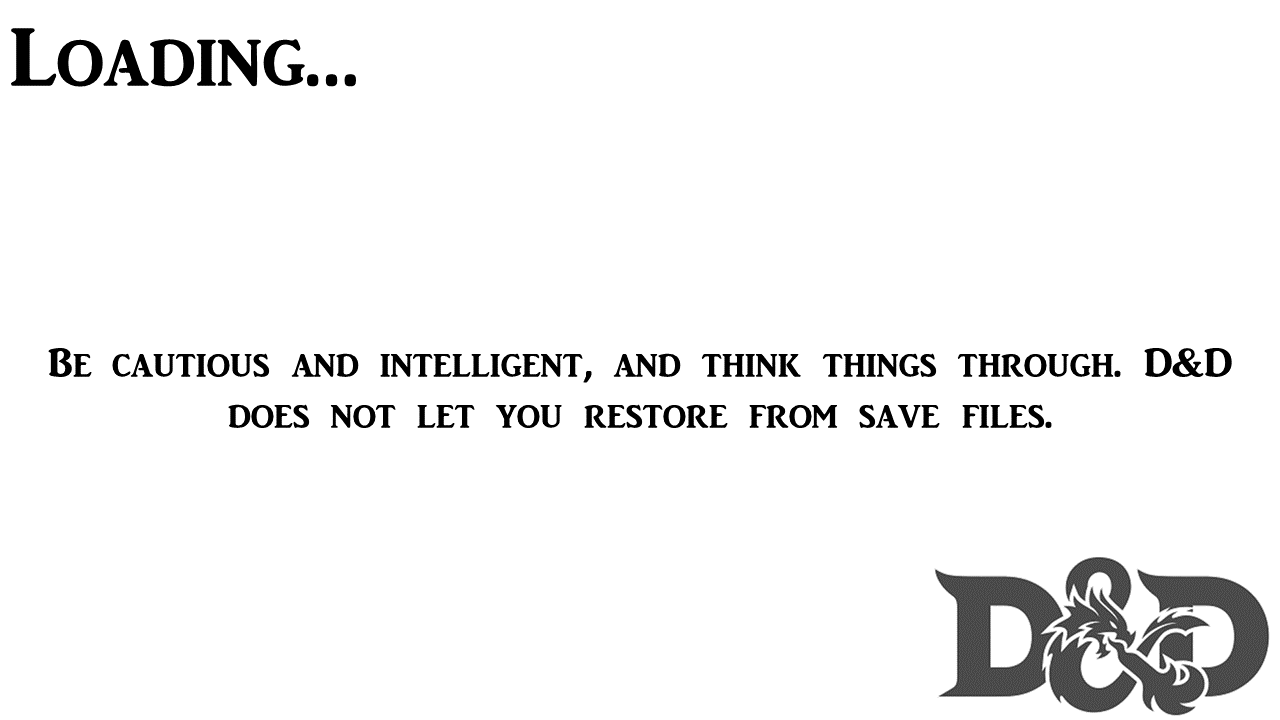 Loading...
Be cautious and intelligent, and think things through. D&D
does not let you restore from save files.
D&D